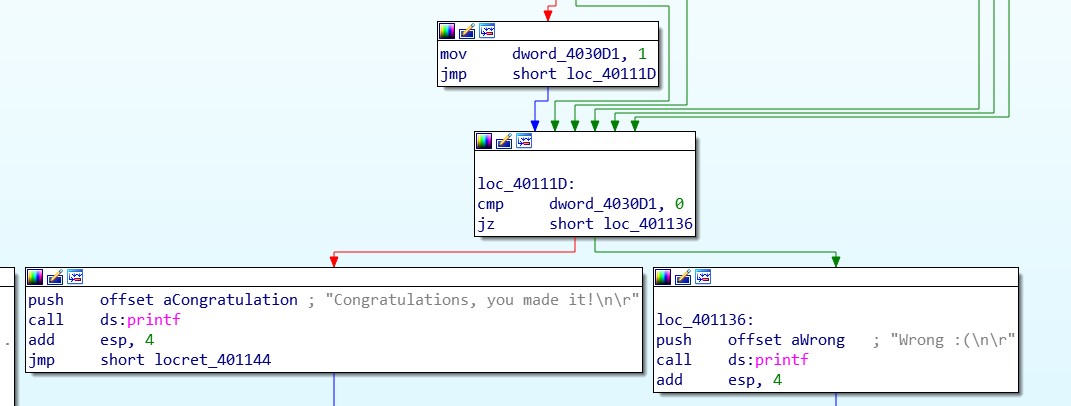 mov     dword_4030D1, 1
jmp     short loc_40111D
loc_40111D:
cmp     dword_4030D1, 0
jz      short loc_401136
push    offset aCongratulation ; "Congratulations, you made it!\n\r"
call    ds:printf
add     esp, 4
jmp     short locret_401144
.
loc_401136:
push    offset aWrong   ; "Wrong :(\n\r"
call    ds:printf
add     esp, 4